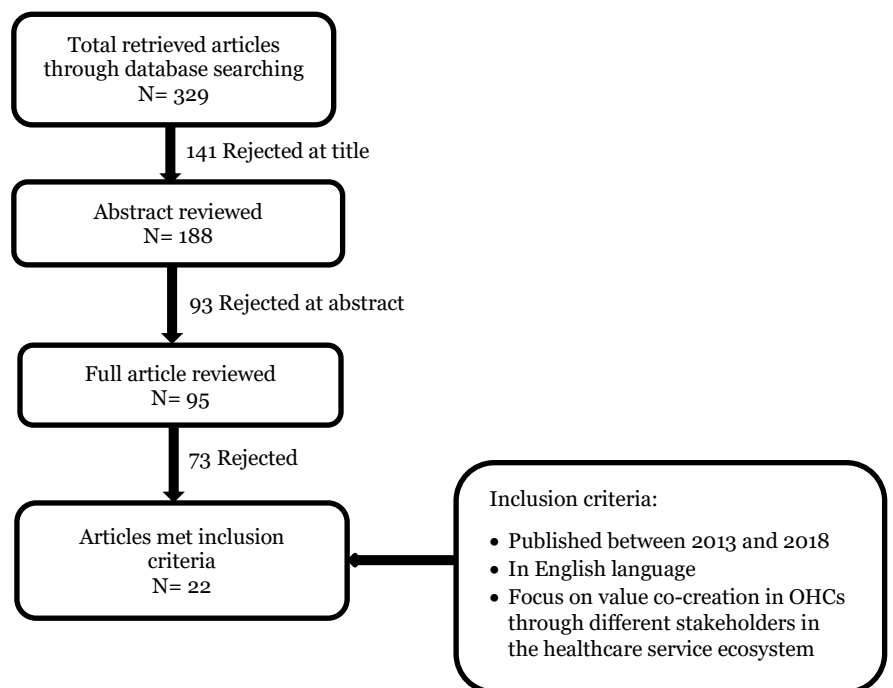 Total retrieved articles
through database searching
N= 329
141 Rejected at title
Abstract reviewed
N= 188
93 Rejected at abstract
Full article reviewed
N= 95
73 Rejected
Articles met inclusion
criteria
N= 22
Inclusion criteria:
• Published between 2013 and 2018
• In English language
• Focus on value co-creation in OHCs
through different stakeholders in
the healthcare service ecosystem